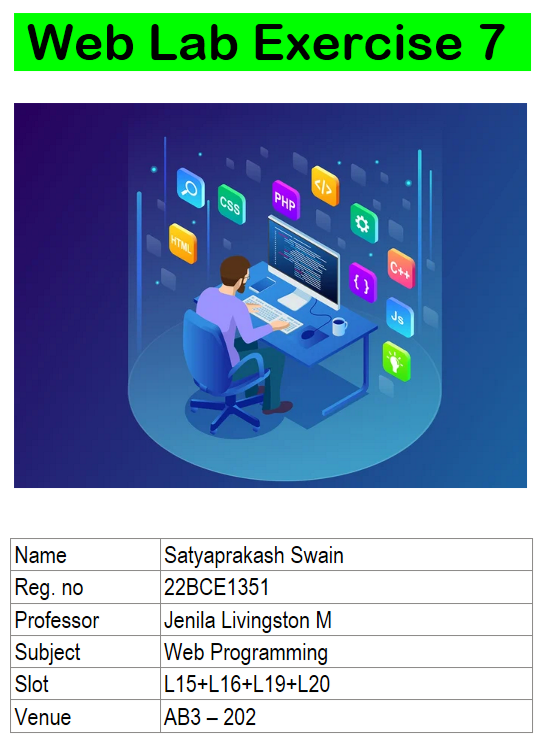 Web Lab Exercise 7
CSS
PHP
</>
HTML
{ }
C++
Js
Name Satyaprakash Swain
Reg. no 22BCE1351
Professor Jenila Livingston M
Subject Web Programming
Slot L15+L16+L19+L20
Venue AB3 – 202